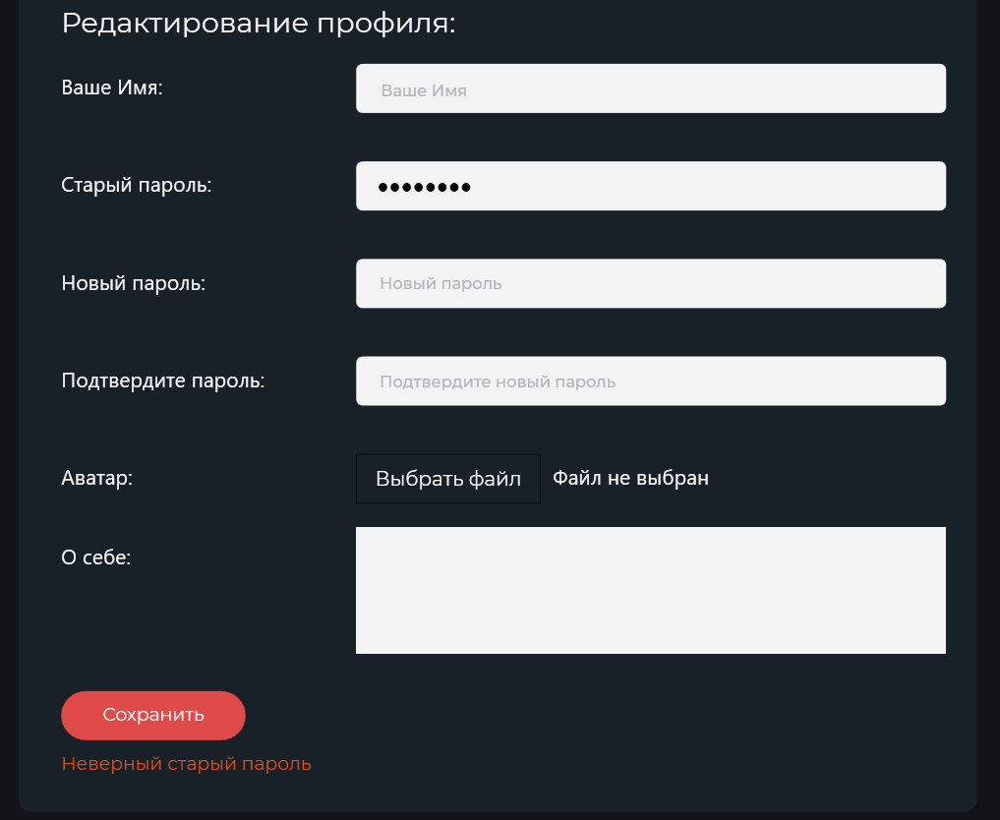 Редактирование профиля:
Ваше Имя:
Ваше Имя
Старый пароль:
••••••••
Новый пароль:
Новый пароль
Подтвердите пароль:
Подтвердите новый пароль
Аватар:
Выбрать файл Файл не выбран
О себе:
Сохранить
Неверный старый пароль